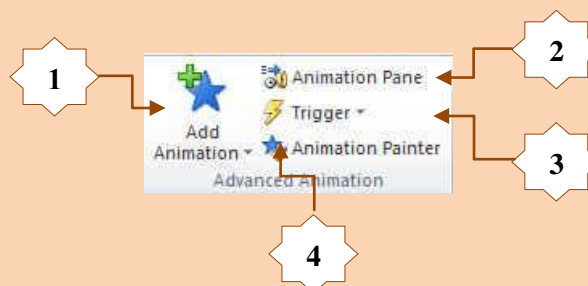 1
2
Animation Pane
Add
Animation
Trigger
3
Animation Painter
Advanced Animation
4